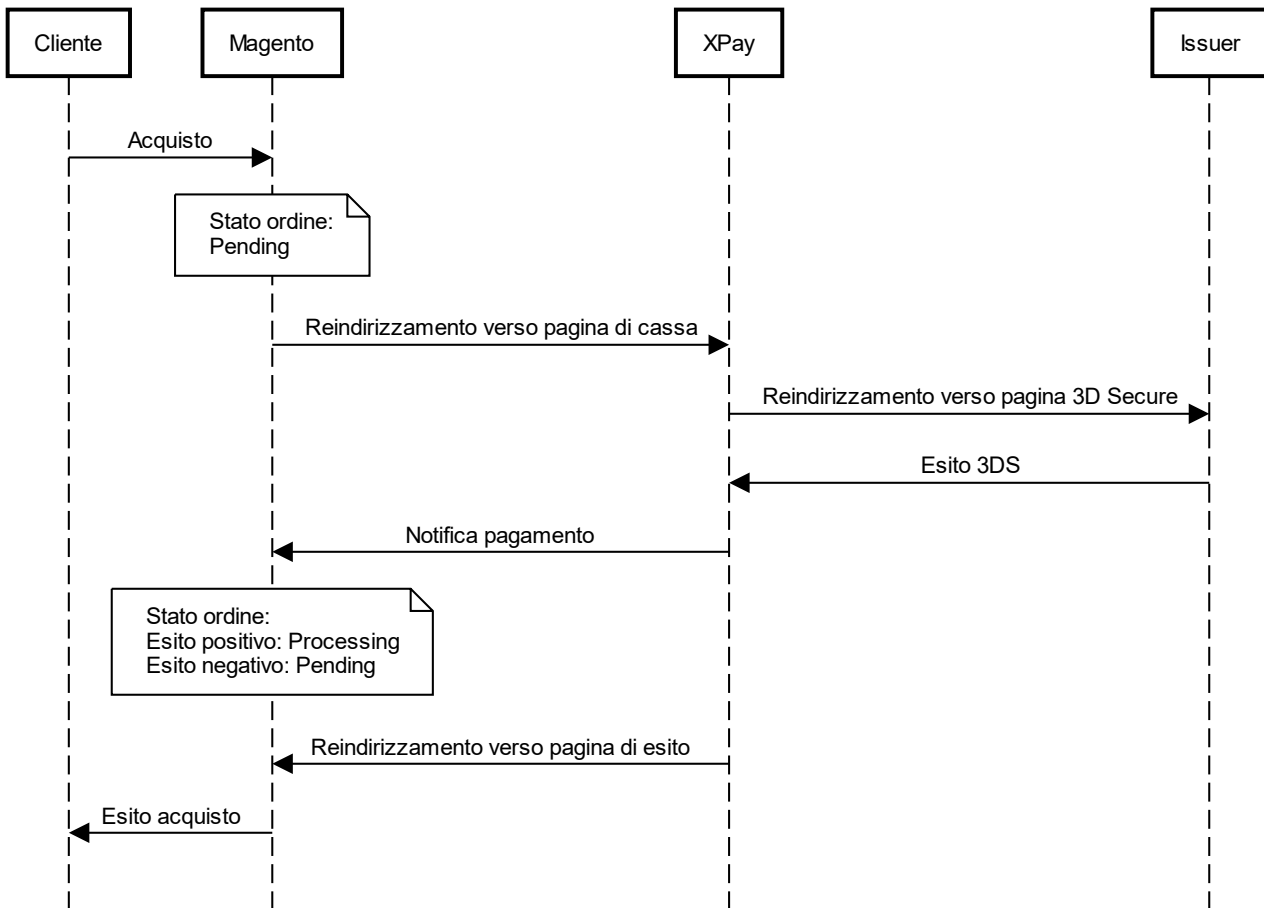 Cliente
Magento
XPay
Issuer
Acquisto
Stato ordine:
Pending
Reindirizzamento verso pagina di cassa
Reindirizzamento verso pagina 3D Secure
Esito 3DS
Notifica pagamento
Stato ordine:
Esito positivo: Processing
Esito negativo: Pending
Reindirizzamento verso pagina di esito
Esito acquisto